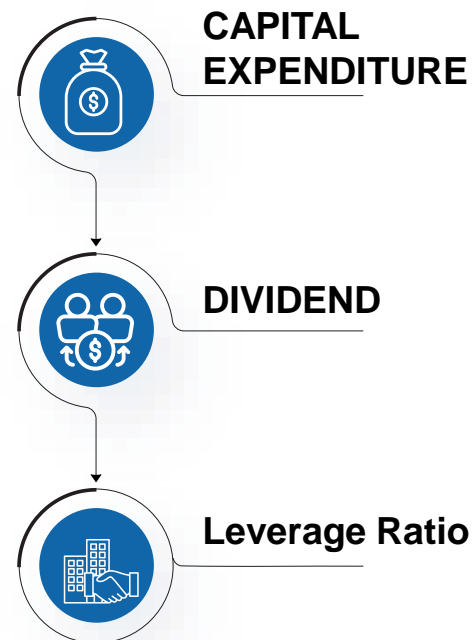 CAPITAL
EXPENDITURE
$
DIVIDEND
$
Leverage Ratio